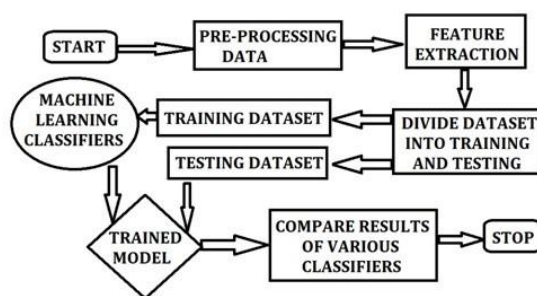 START
PRE-PROCESSING
DATA
FEATURE
EXTRACTION
MACHINE
LEARNING
CLASSIFIERS
TRAINING DATASET
DIVIDE DATASET
INTO TRAINING
AND TESTING
TESTING DATASET
TRAINED
MODEL
COMPARE RESULTS
OF VARIOUS
CLASSIFIERS
STOP